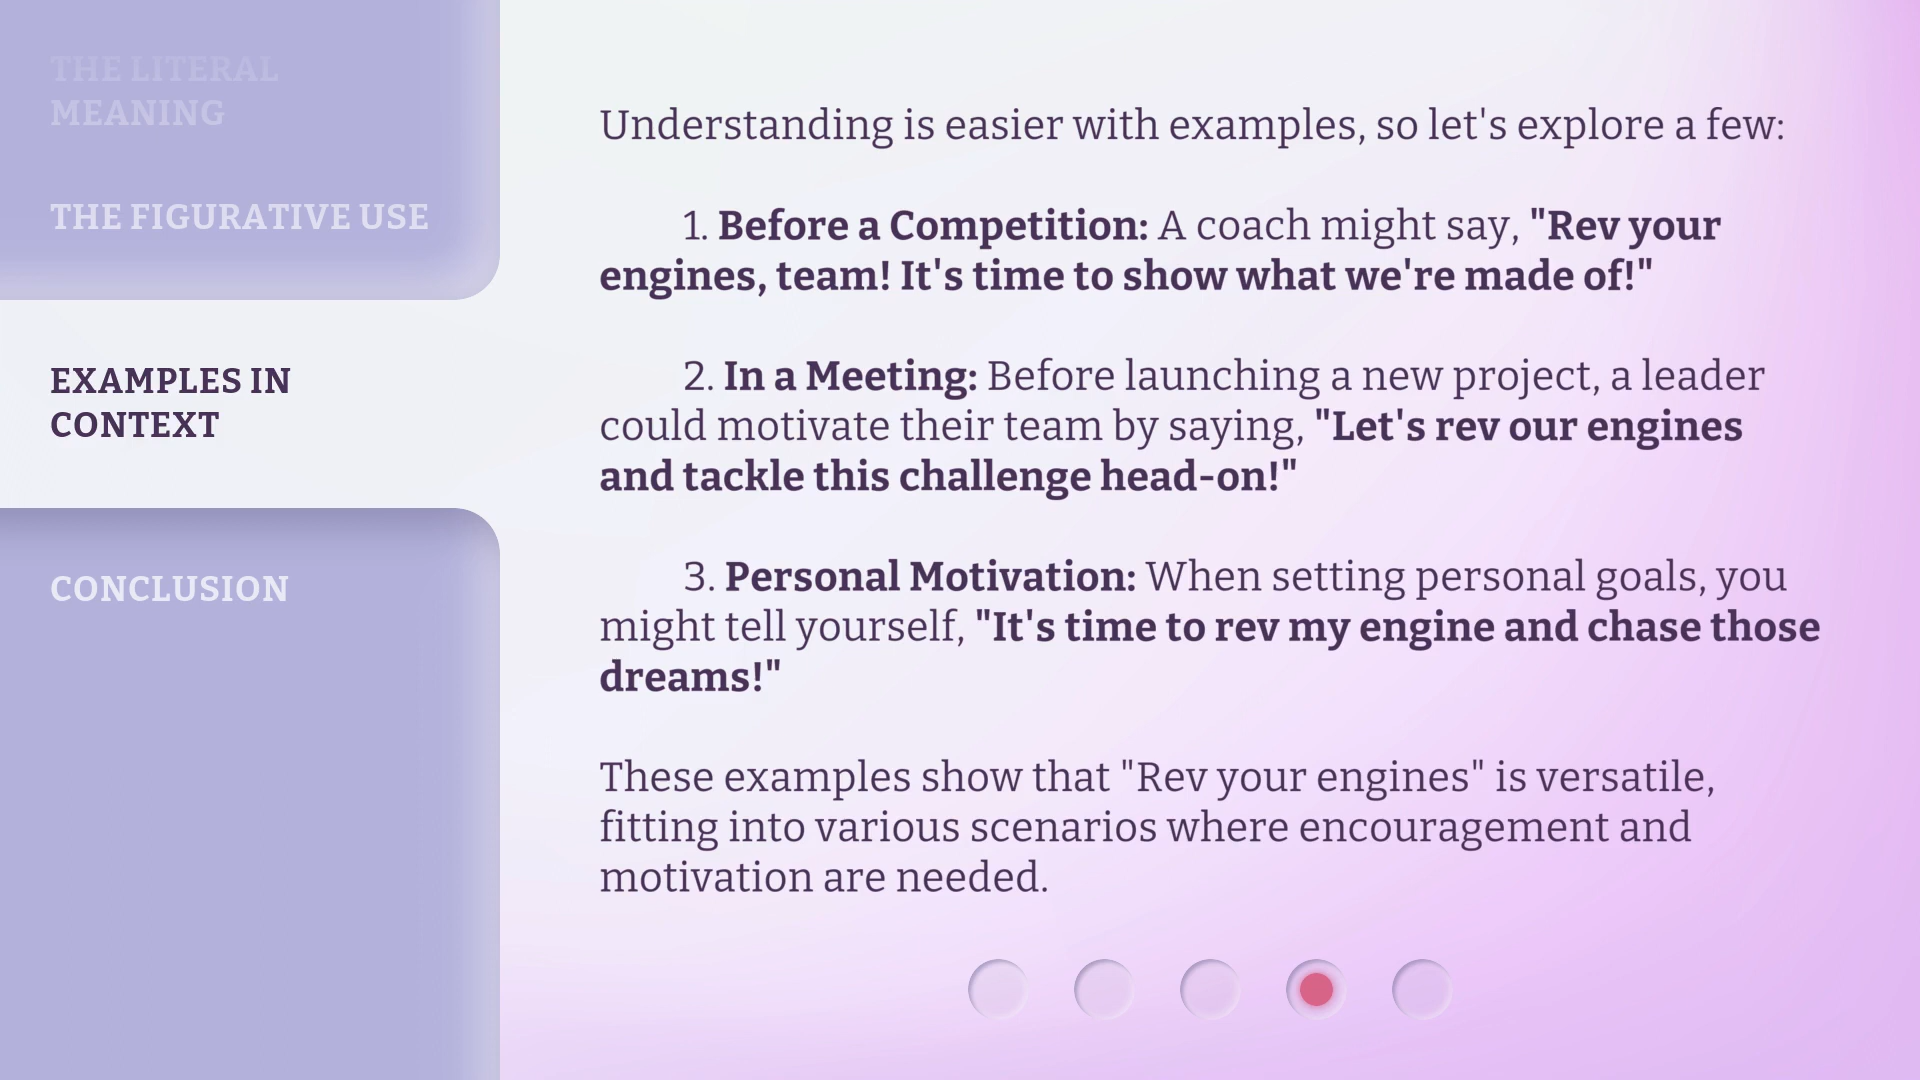 THE LITERAL
MEANING
THE FIGURATIVE USE
EXAMPLES IN
CONTEXT
CONCLUSION
Understanding is easier with examples, so let's explore a few:
1. Before a Competition: A coach might say, "Rev your
engines, team! It's time to show what we're made of!"
2. In a Meeting: Before launching a new project, a leader
could motivate their team by saying, "Let's rev our engines
and tackle this challenge head-on!"
3. Personal Motivation: When setting personal goals, you
might tell yourself, "It's time to rev my engine and chase those
dreams!"
These examples show that "Rev your engines" is versatile,
fitting into various scenarios where encouragement and
motivation are needed.